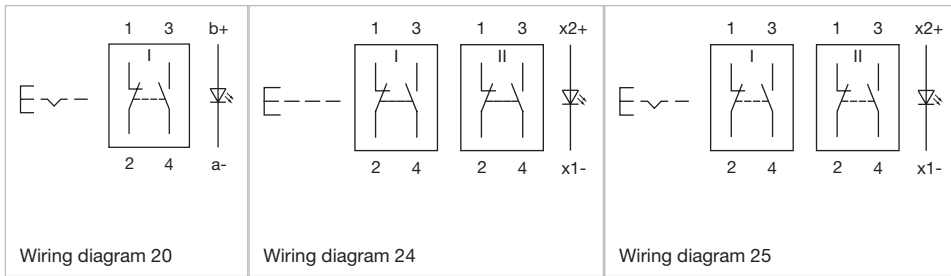 1 3 b+
I
2 4 a-
Wiring diagram 20
1 3 1 3 x2+
I II
2 4 2 4 x1-
Wiring diagram 24
1 3 1 3 x2+
I II
2 4 2 4 x1-
Wiring diagram 25